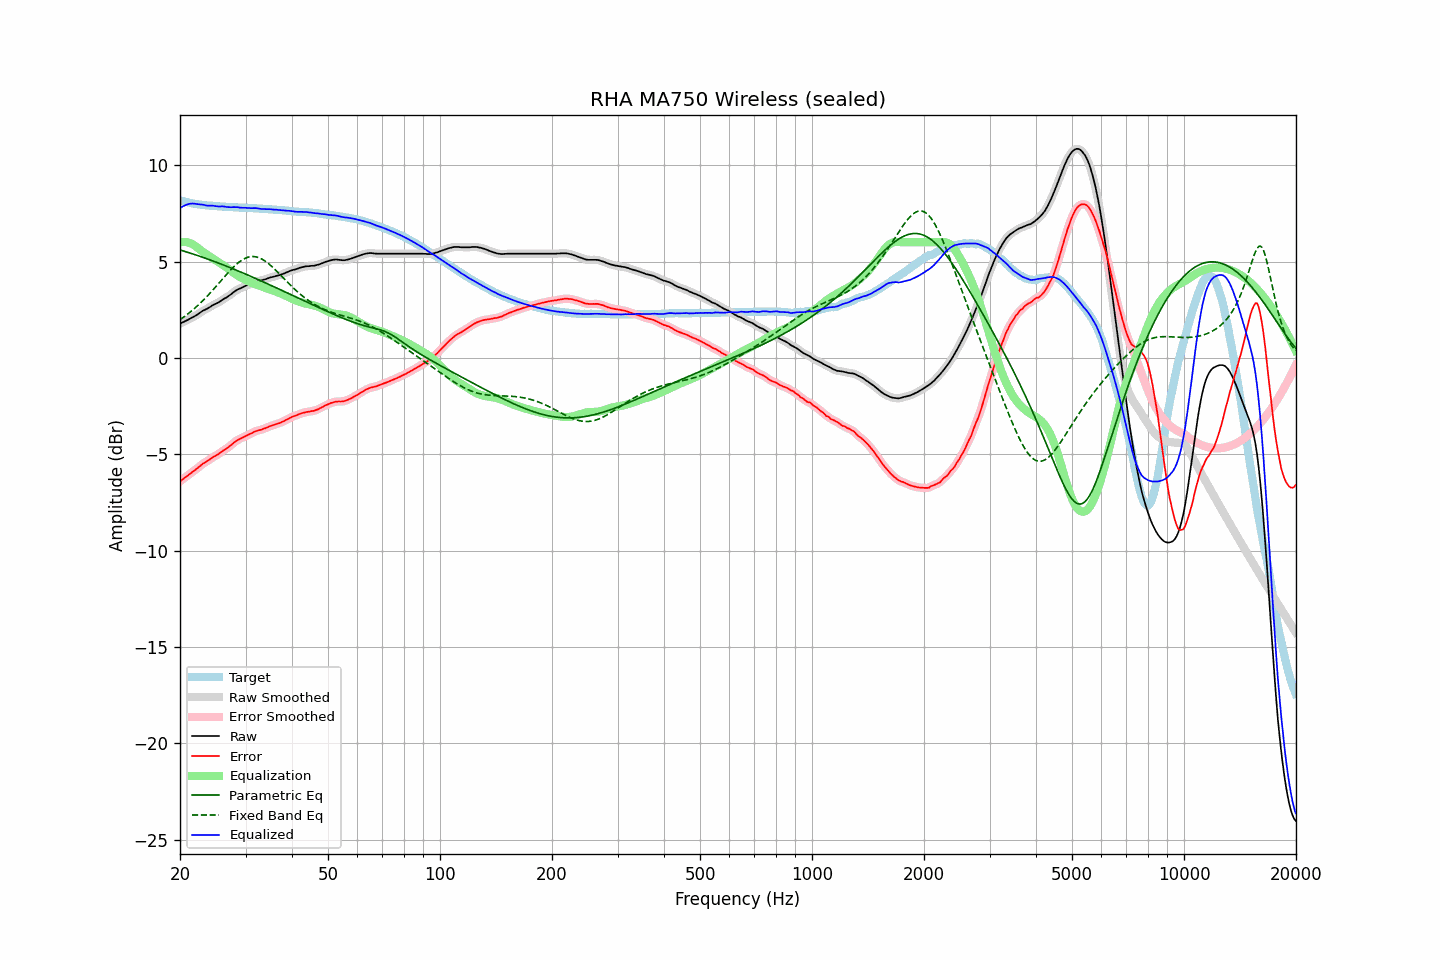 RHA MA750 Wireless (sealed)
10
5
0
−5
−10
−15
−20
−25
Amplitude (dBr)
Target
Raw Smoothed
Error Smoothed
Raw
Error
Equalization
Parametric Eq
Fixed Band Eq
Equalized
20 50 100 200 500 1000 2000 5000 10000 20000
Frequency (Hz)